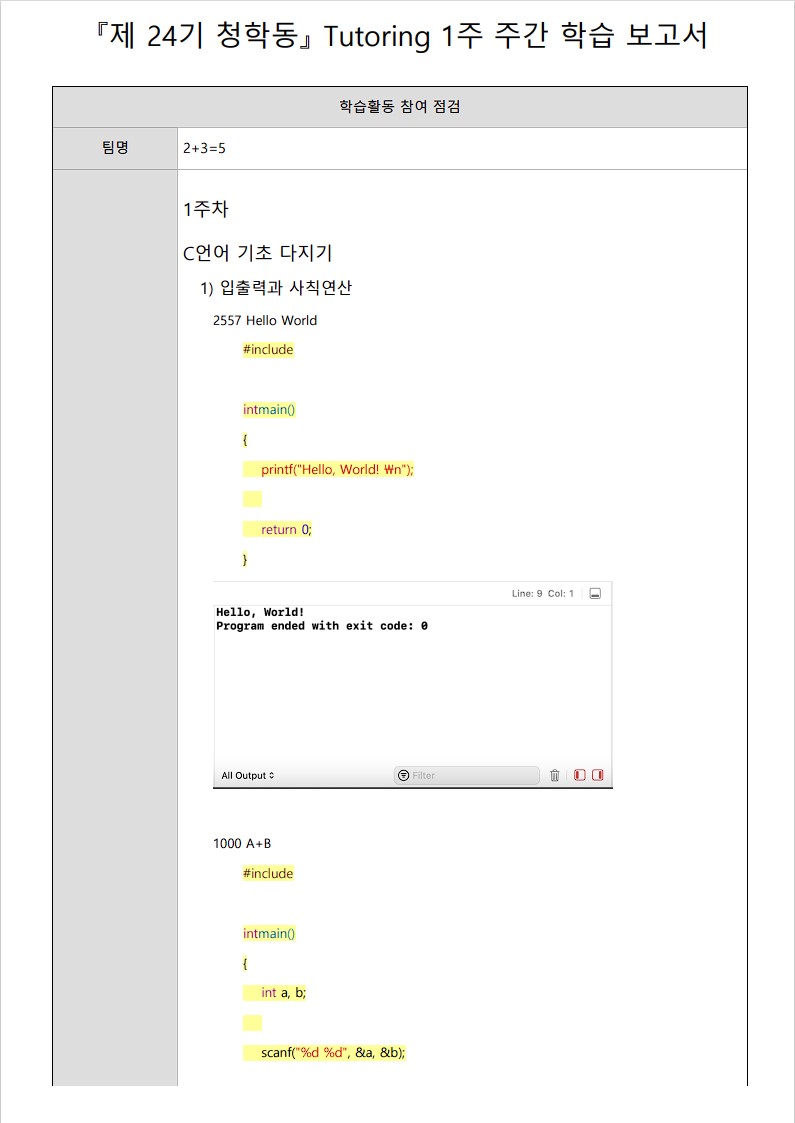 『제 24기 청학동』 Tutoring 1주 주간 학습 보고서
학습활동 참여 점검
팀명
2+3=5
1주차
C언어 기초 다지기
1) 입출력과 사칙연산
2557 Hello World
#include
intmain()
{
printf("Hello, World! ₩n");
return 0;
}
Line: 9 Col: 1
Hello, World!
Program ended with exit code: 0
All Output
Filter
1000 A+B
#include
intmain()
{
int a, b;
scanf("%d %d", &a, &b);